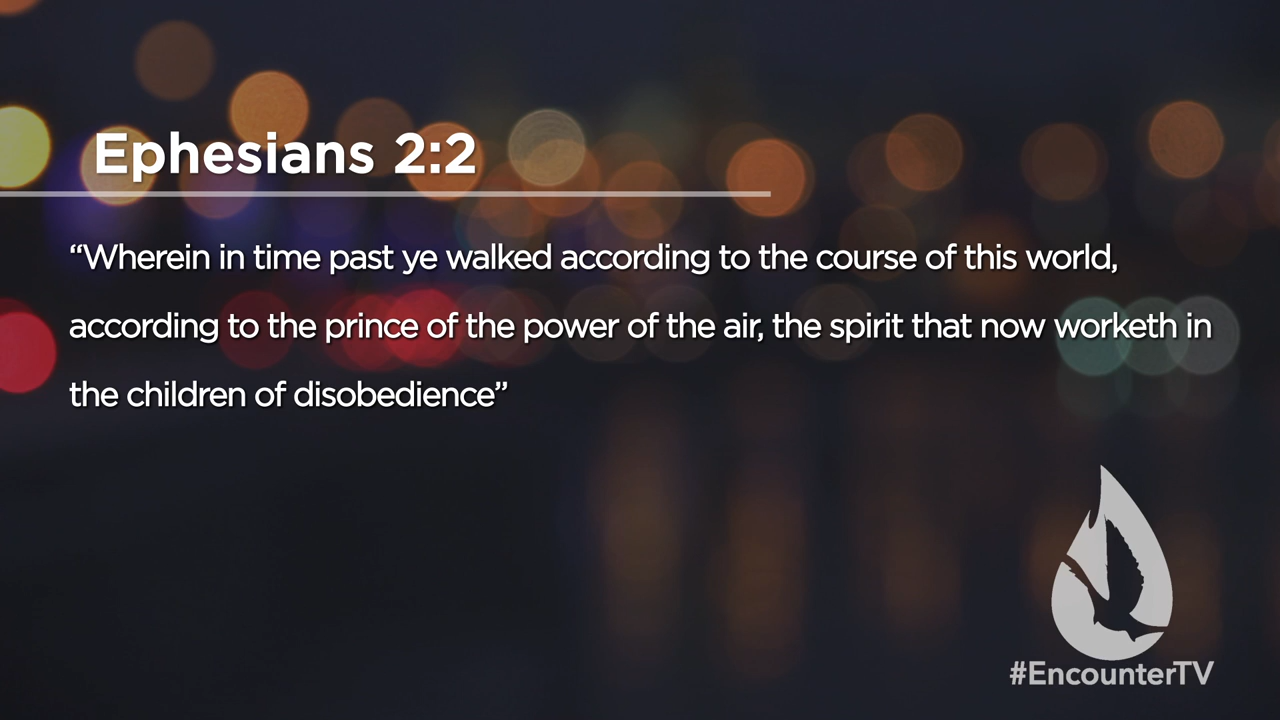 Ephesians 2:2
“Wherein in time past ye walked according to the course of this world,
according to the prince of the power of the air, the spirit that now worketh in
the children of disobedience”
#EncounterTV